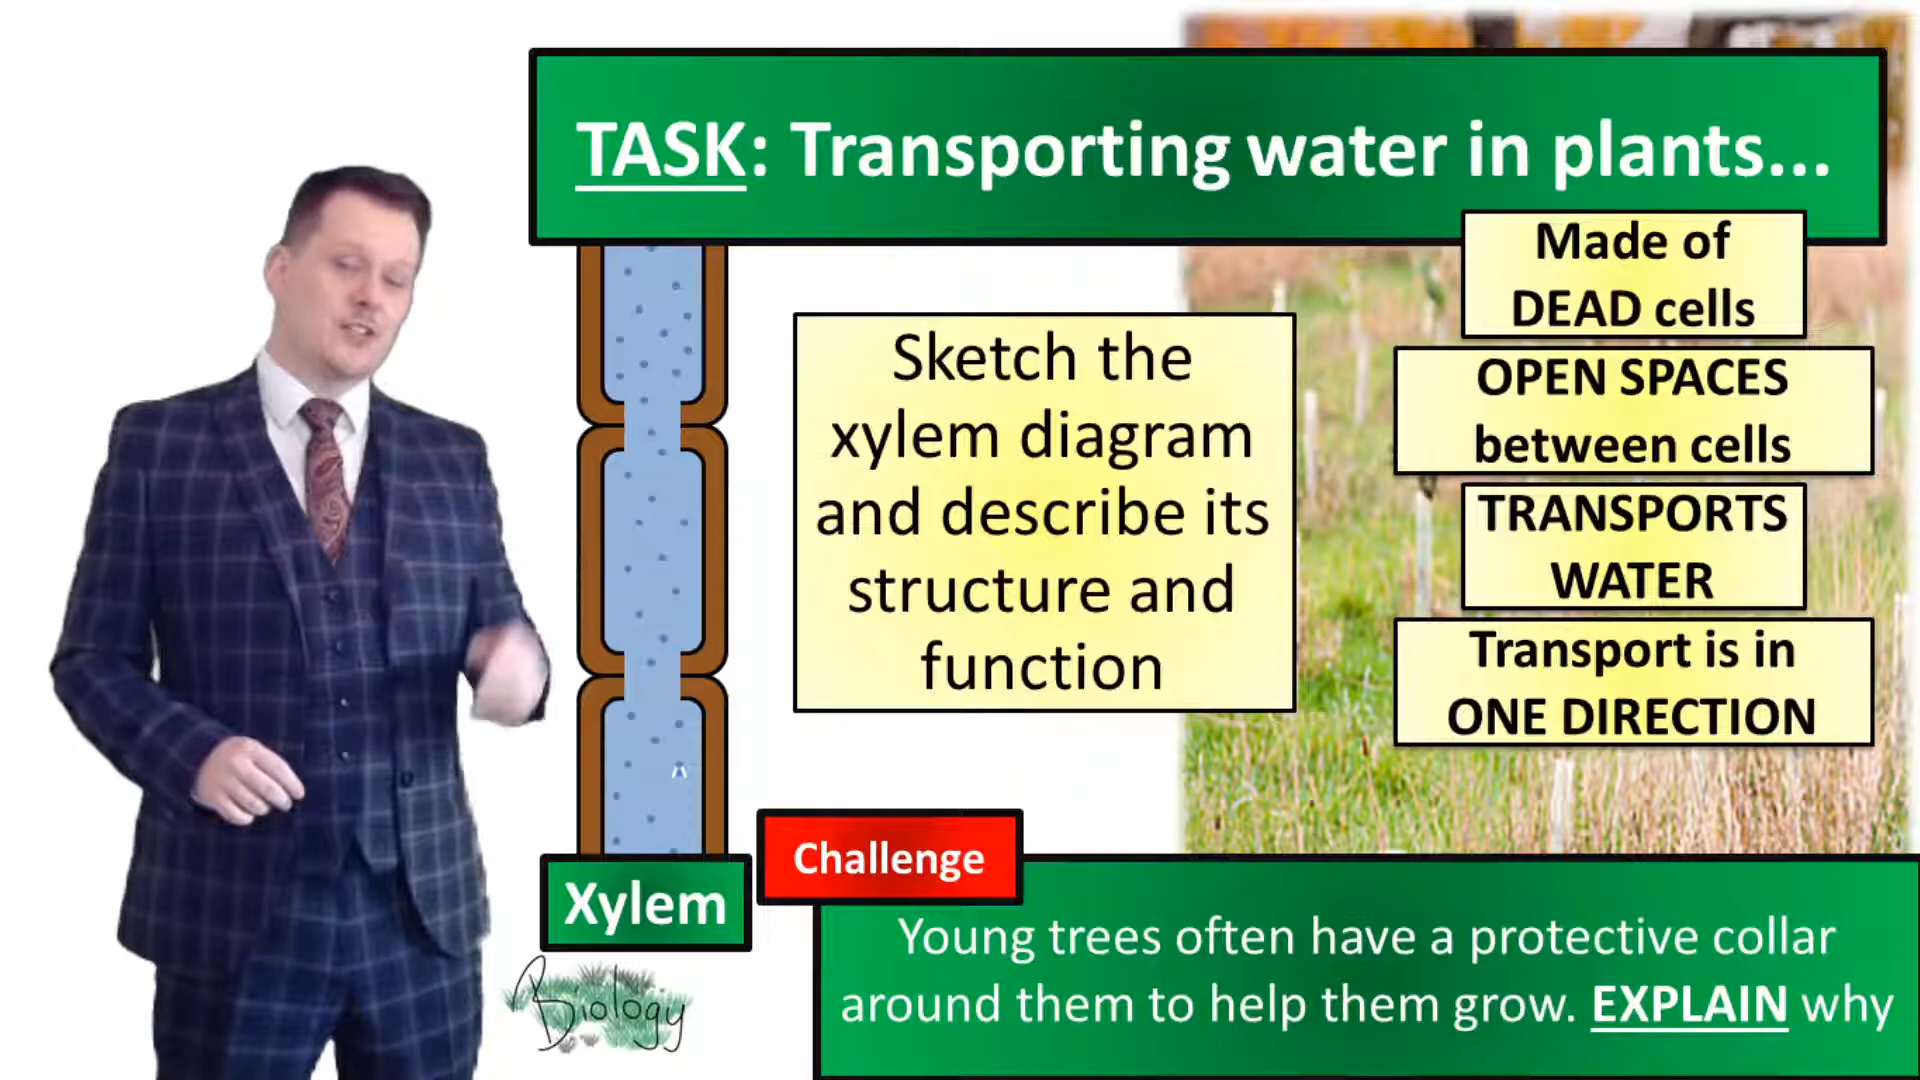 TASK: Transporting water in plants...
Made of
DEAD cells
OPEN SPACES
between cells
TRANSPORTS
WATER
Transport is in
ONE DIRECTION
Sketch the
xylem diagram
and describe its
structure and
function
Xylem
Challenge
Young trees often have a protective collar
around them to help them grow. EXPLAIN why
Biology